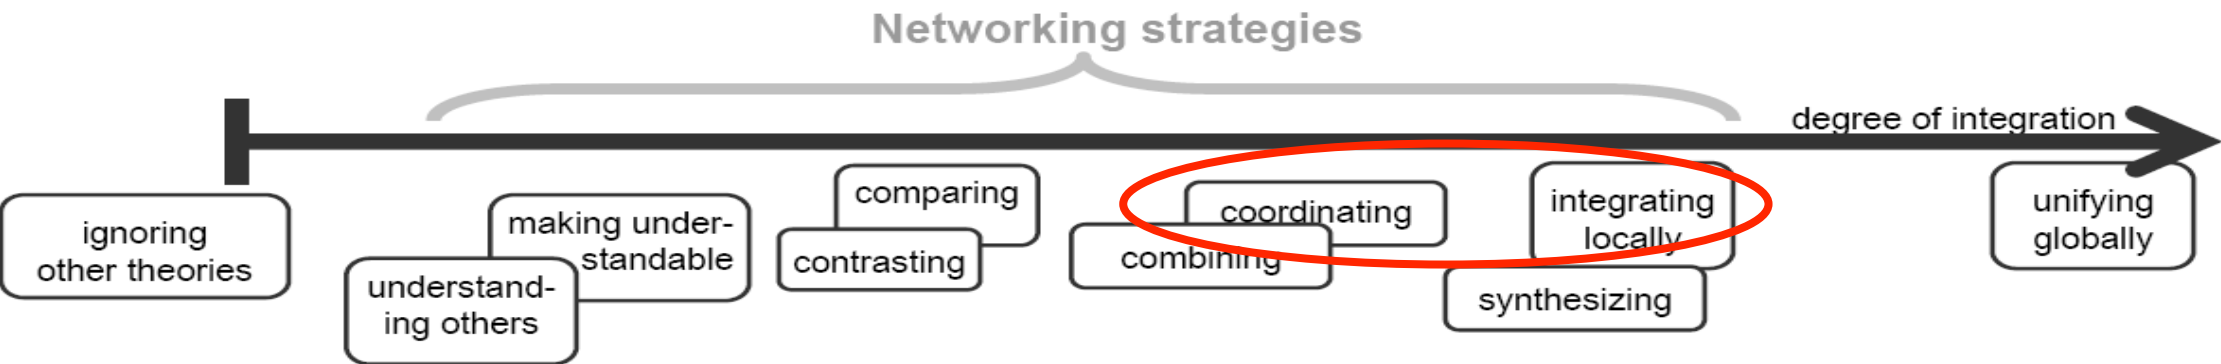 Networking strategies
degree of integration
ignoring
other theories
understand-
ing others
making under-
standable
comparing
contrasting
coordinating
combining
integrating
locally
synthesizing
unifying
globally